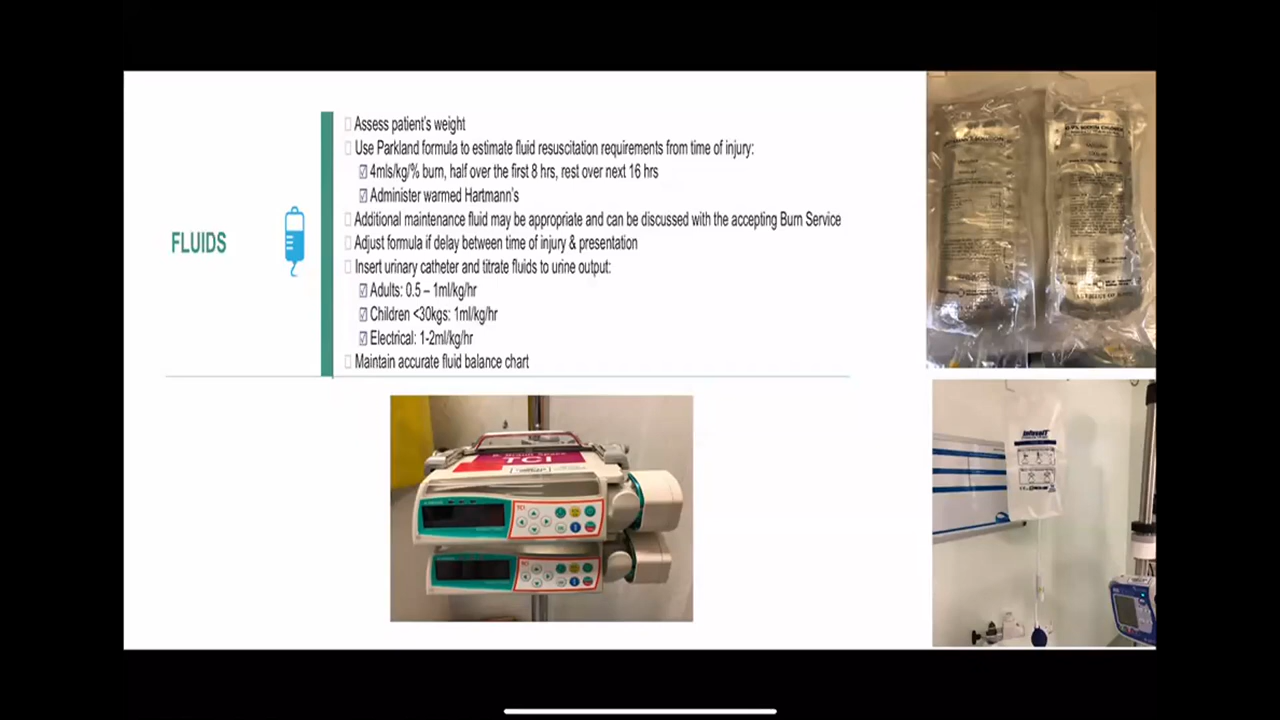 FLUIDS
Assess patient's weight
Use Parkland formula to estimate fluid resuscitation requirements from time of injury:
☑ 4mls/kg/% burn, half over the first 8 hrs, rest over next 16 hrs
☑ Administer warmed Hartmann's
Additional maintenance fluid may be appropriate and can be discussed with the accepting Burn Service
Adjust formula if delay between time of injury & presentation
Insert urinary catheter and titrate fluids to urine output:
☑ Adults: 0.5 – 1ml/kg/hr
☑ Children <30kgs: 1ml/kg/hr
☑ Electrical: 1-2ml/kg/hr
Maintain accurate fluid balance chart
B. Braun Space
TCI
TCI